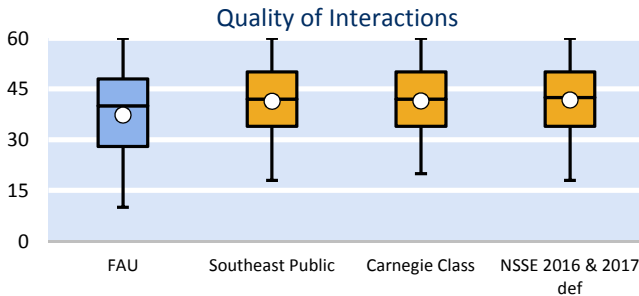 Quality of Interactions
60
45
30
15
0
FAU
Southeast Public
Carnegie Class
NSSE 2016 & 2017
def